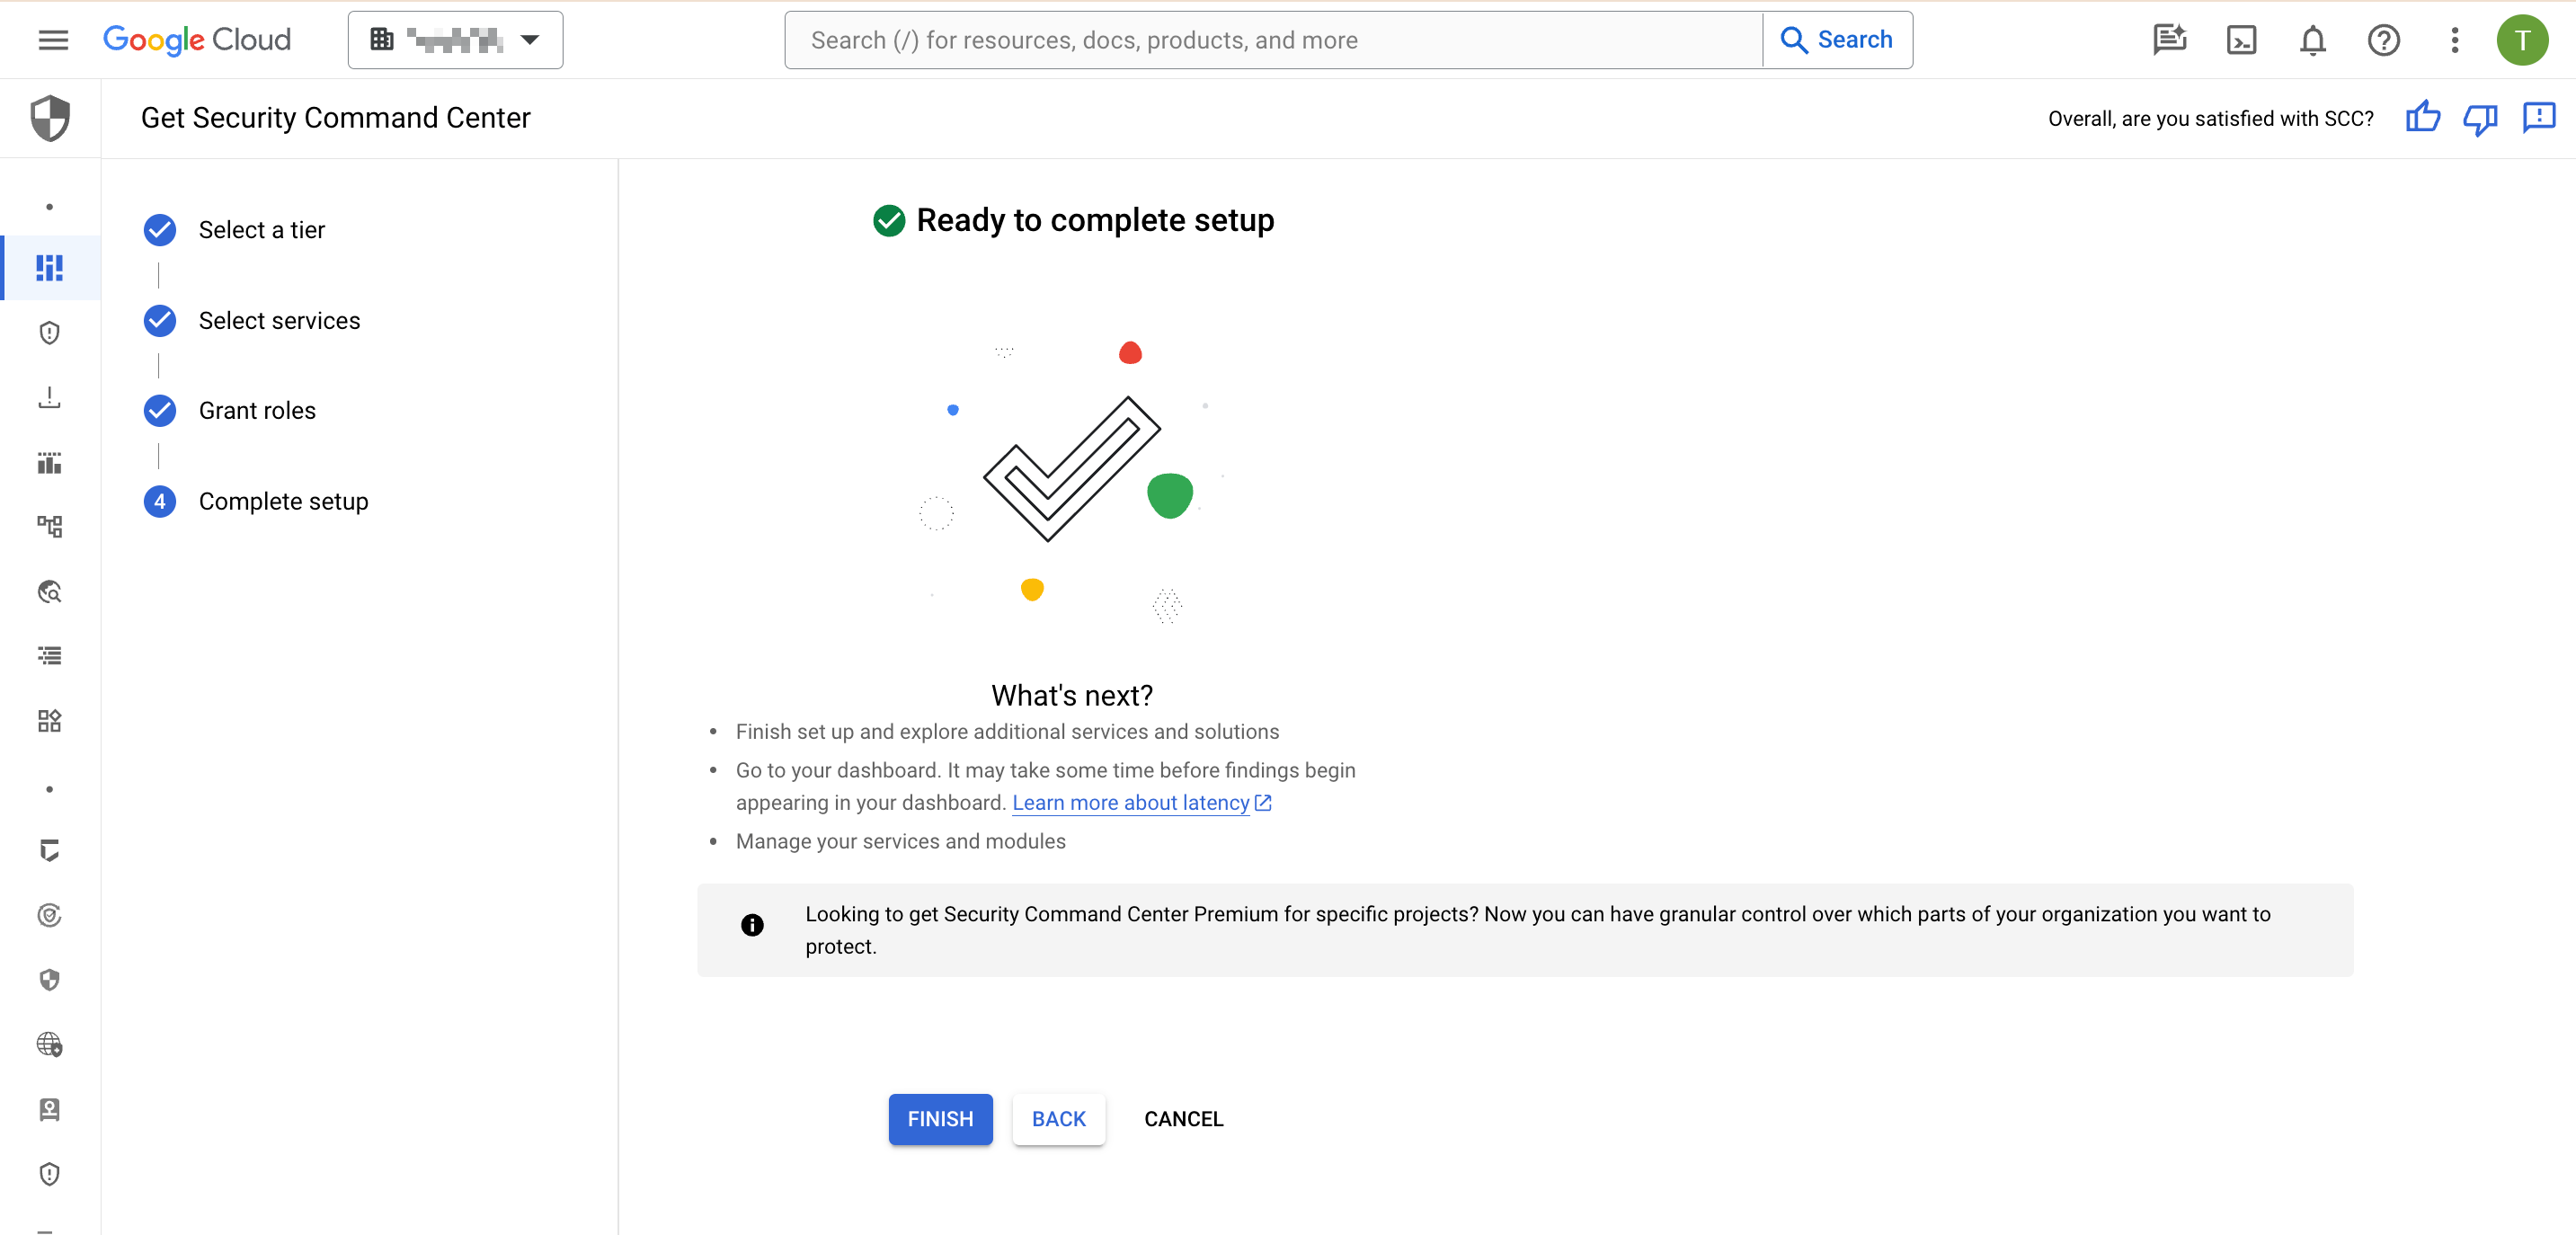 Google Cloud
Search (/) for resources, docs, products, and more
Search
T
Get Security Command Center
Overall, are you satisfied with SCC?
Select a tier
Select services
Grant roles
4 Complete setup
Ready to complete setup
What's next?
• Finish set up and explore additional services and solutions
• Go to your dashboard. It may take some time before findings begin
appearing in your dashboard. Learn more about latency
• Manage your services and modules
Looking to get Security Command Center Premium for specific projects? Now you can have granular control over which parts of your organization you want to
protect.
FINISH
BACK
CANCEL